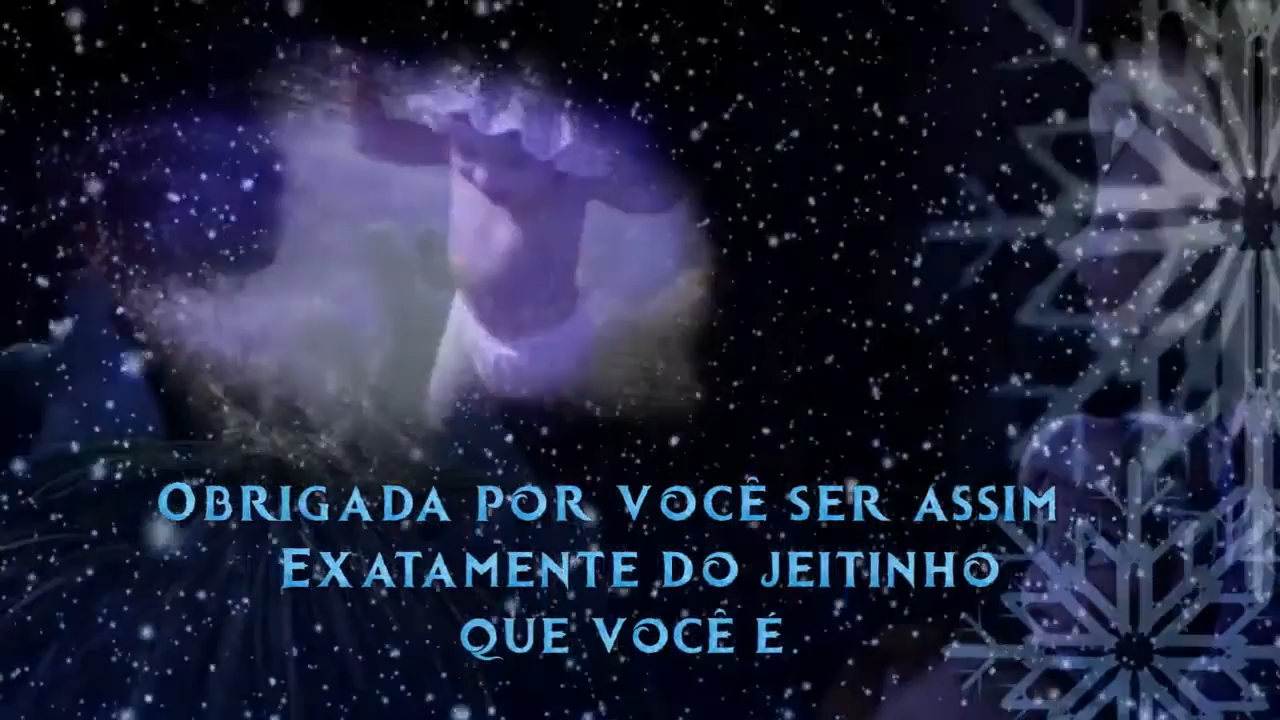 Obrigada por você ser assim
Exatamente do jeitinho
que você é.